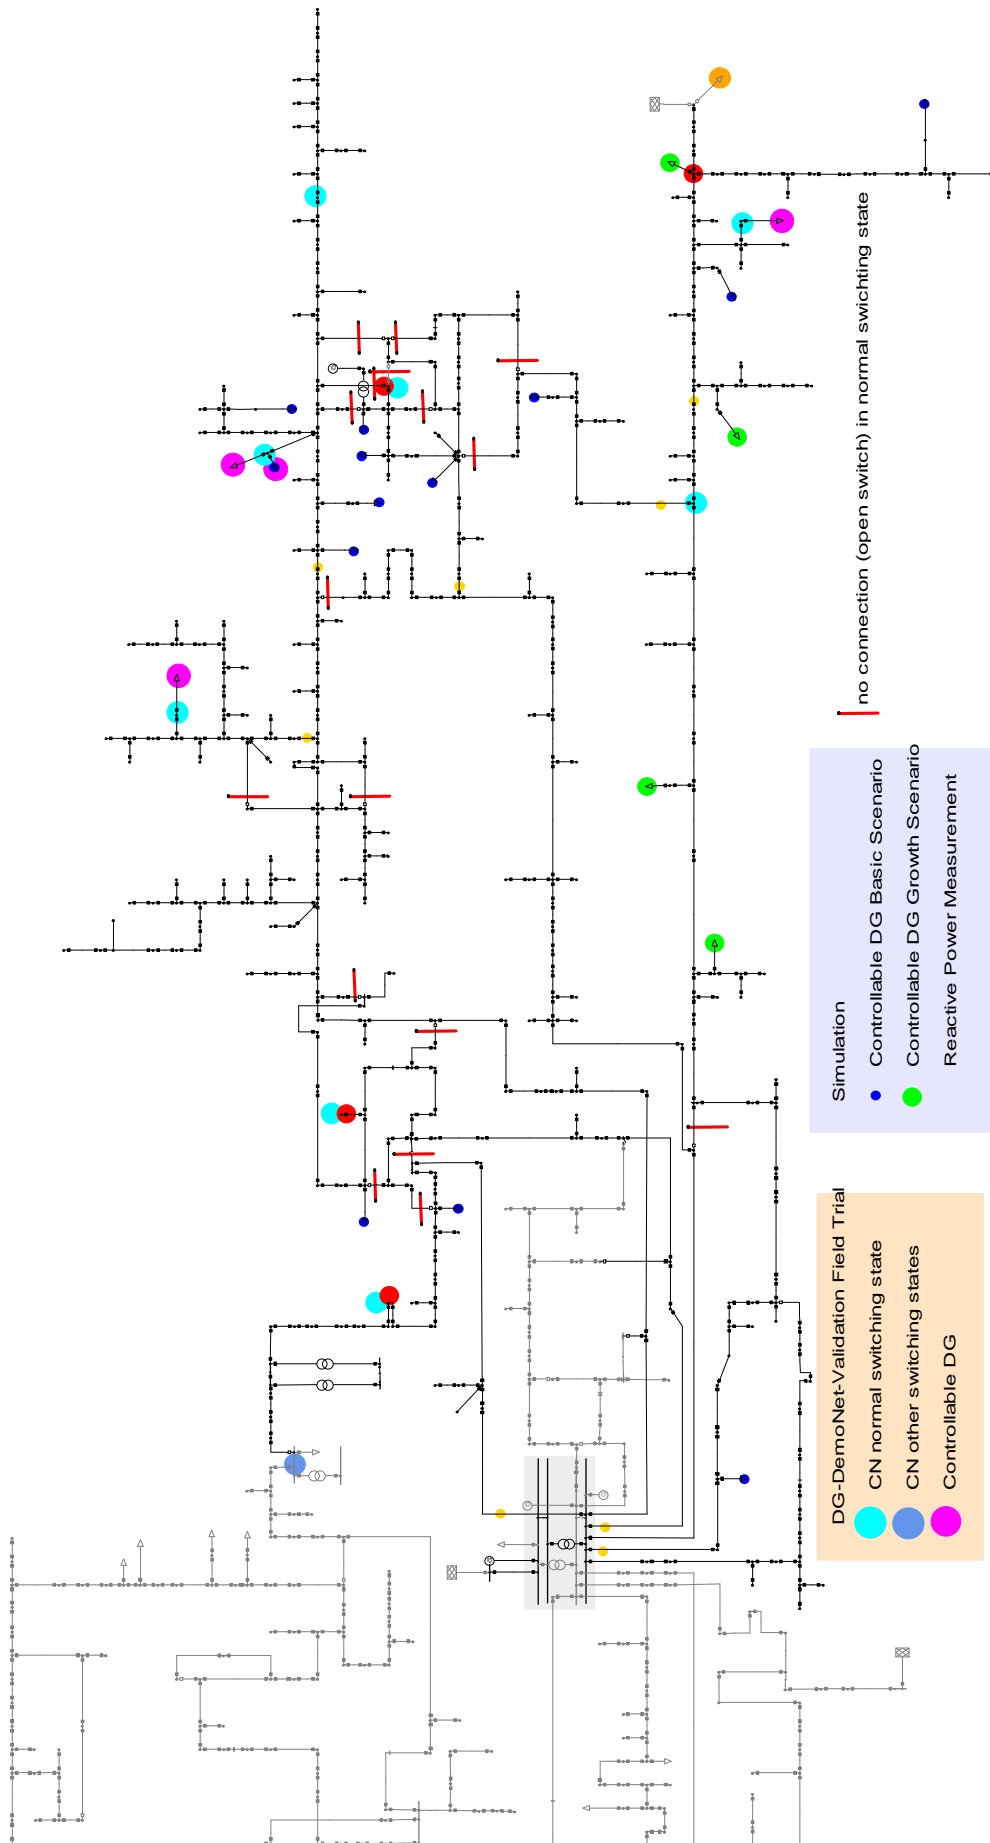 no connection (open switch) in normal swichting state
Simulation
Controllable DG Basic Scenario
Controllable DG Growth Scenario
Reactive Power Measurement
DG-DemoNet-Validation Field Trial
CN normal switching state
CN other switching states
Controllable DG